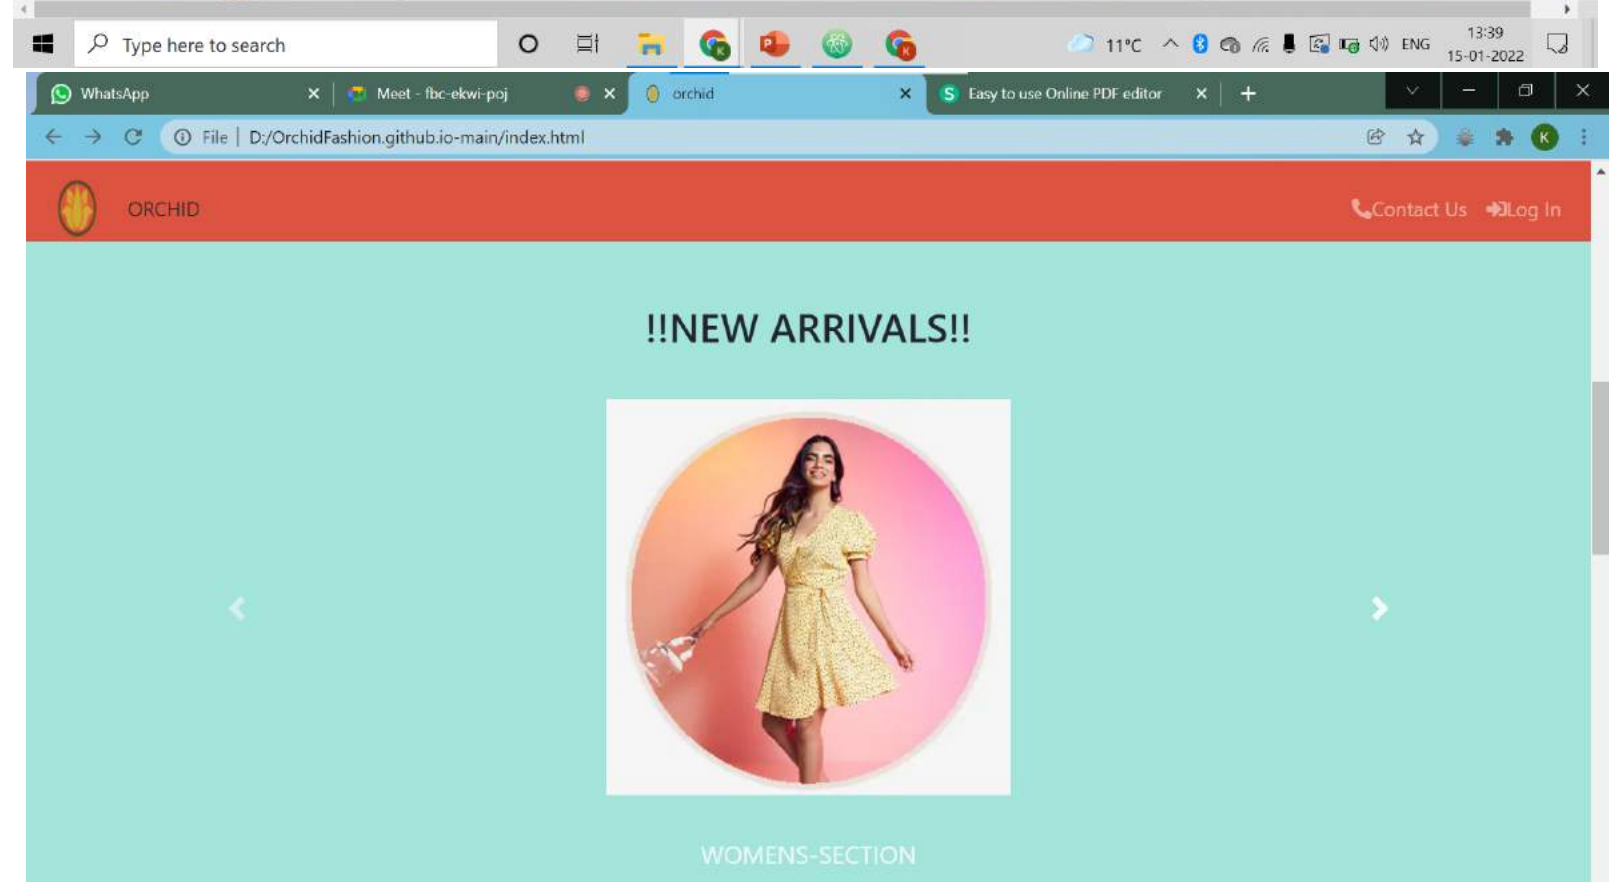 Type here to search
11°C
ENG
13:39
15-01-2022
WhatsApp
Meet - fbc-ekwi-poj
orchid
S Easy to use Online PDF editor
File | D:/OrchidFashion.github.io-main/index.html
K
ORCHID
Contact Us
Log In
!!NEW ARRIVALS!!
WOMENS-SECTION